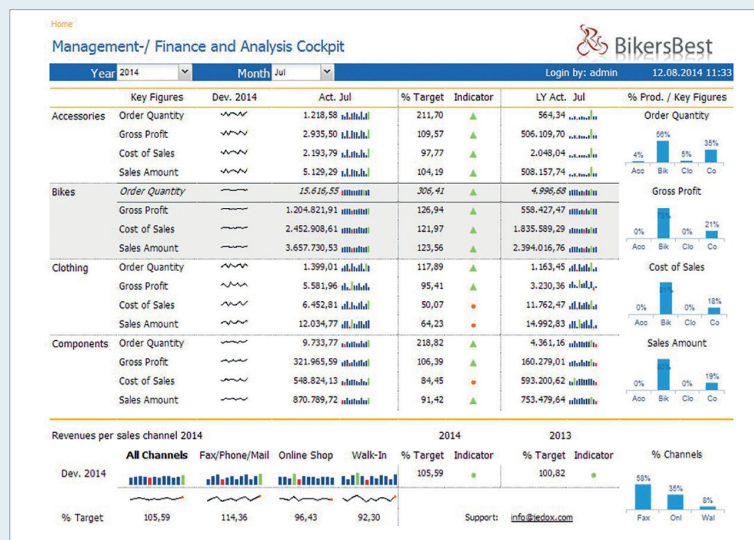 Home
Management-/ Finance and Analysis Cockpit
BikersBest
Year 2014 Month Jul Login by: admin 12.08.2014 11:33
Key Figures Dev. 2014 Act. Jul % Target Indicator LY Act. Jul % Prod. / Key Figures
Accessories Order Quantity 1.218,58 211,70 564,34 Order Quantity
Gross Profit 2.935,50 109,57 506.109,70
Cost of Sales 2.193,79 97,77 2.048,04
Sales Amount 5.129,29 104,19 508.157,74
4% 56% 5% 35%
Acc Bik Clo Co
Bikes Order Quantity 15.616,55 306,41 4.996,68 Gross Profit
Gross Profit 1.204.821,91 126,94 558.427,47
Cost of Sales 2.452.908,61 121,97 1.835.589,29
Sales Amount 3.657.730,53 123,56 2.394.016,76
0% 0% 21%
Acc Bik Clo Co
Clothing Order Quantity 1.399,01 117,89 1.163,45 Cost of Sales
Gross Profit 5.581,96 95,41 3.230,36
Cost of Sales 6.452,81 50,07 11.762,47
Sales Amount 12.034,77 64,23 14.992,83
0% 0% 18%
Acc Bik Clo Co
Components Order Quantity 9.733,77 218,82 4.361,16 Sales Amount
Gross Profit 321.965,59 106,39 160.279,01
Cost of Sales 548.824,13 84,45 593.200,62
Sales Amount 870.789,72 91,42 753.479,64
0% 0% 19%
Acc Bik Clo Co
Revenues per sales channel 2014 2014 2013
All Channels Fax/Phone/Mail Online Shop Walk-In % Target Indicator % Target Indicator % Channels
Dev. 2014 105,59 100,82
58% 35% 8%
Fax Onl Wal
% Target 105,59 114,36 96,43 92,30 Support: info@jedox.com